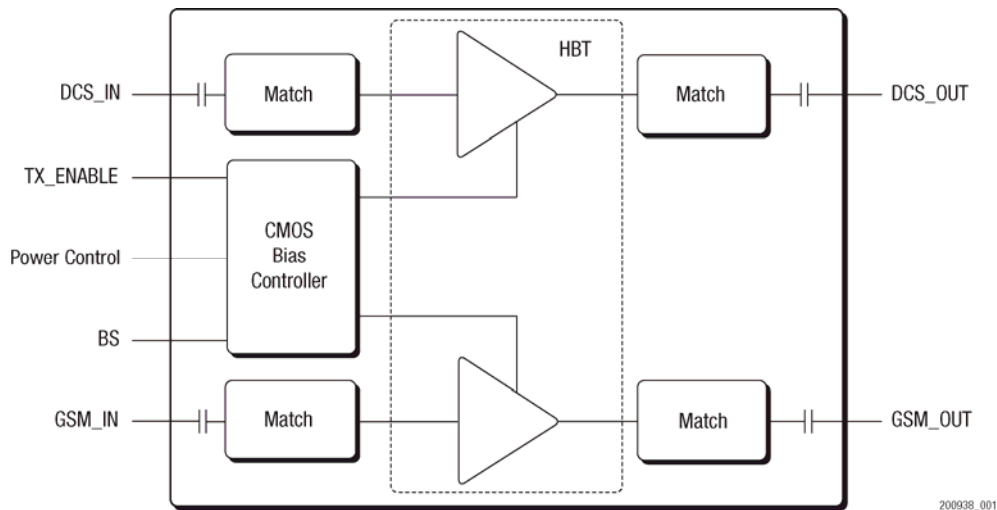 HBT
DCS_IN
Match
Match
DCS_OUT
TX_ENABLE
CMOS
Bias
Controller
Power Control
BS
GSM_IN
Match
Match
GSM_OUT
200938_001